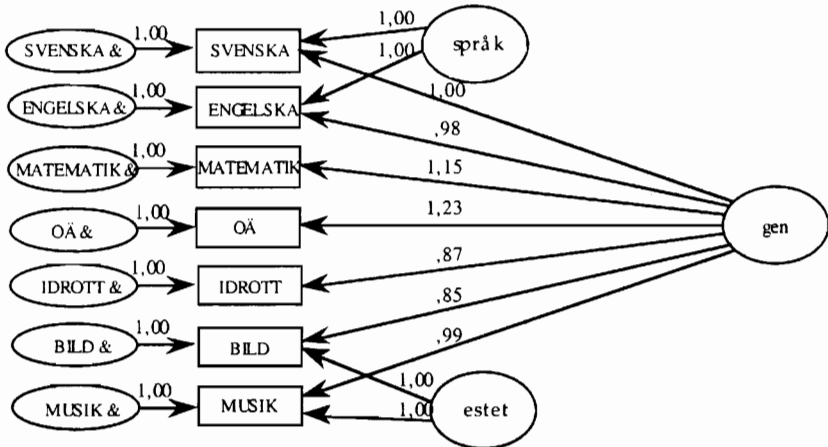 1,00
SVENSKA &
1,00
SVENSKA
språk
1,00
1,00
ENGELSKA &
1,00
ENGELSKA
1,00
,98
MATEMATIK &
1,00
MATEMATIK
1,15
OÄ &
1,00
OÄ
1,23
gen
IDROTT &
1,00
IDROTT
,87
BILD &
1,00
BILD
,85
MUSIK &
1,00
MUSIK
,99
1,00
1,00
estet